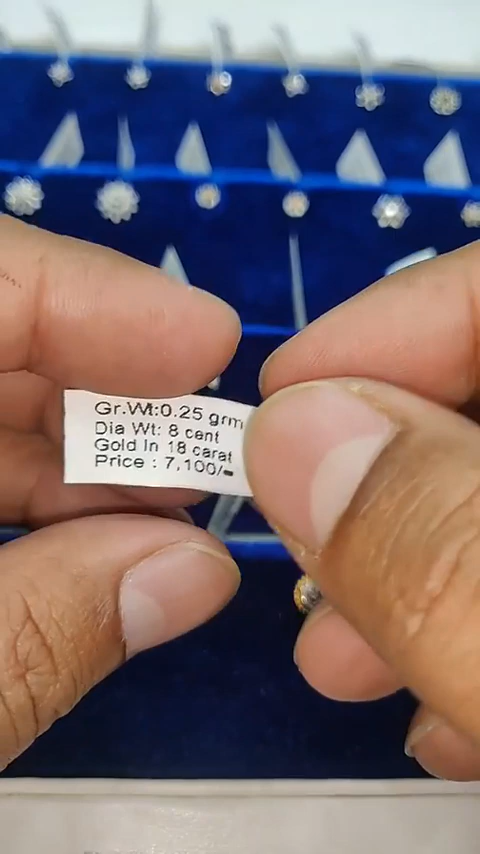 Gr.Wt:0.25 grm
Dia Wt: 8 cent
Gold In 18 carat
Price : 7,100/-